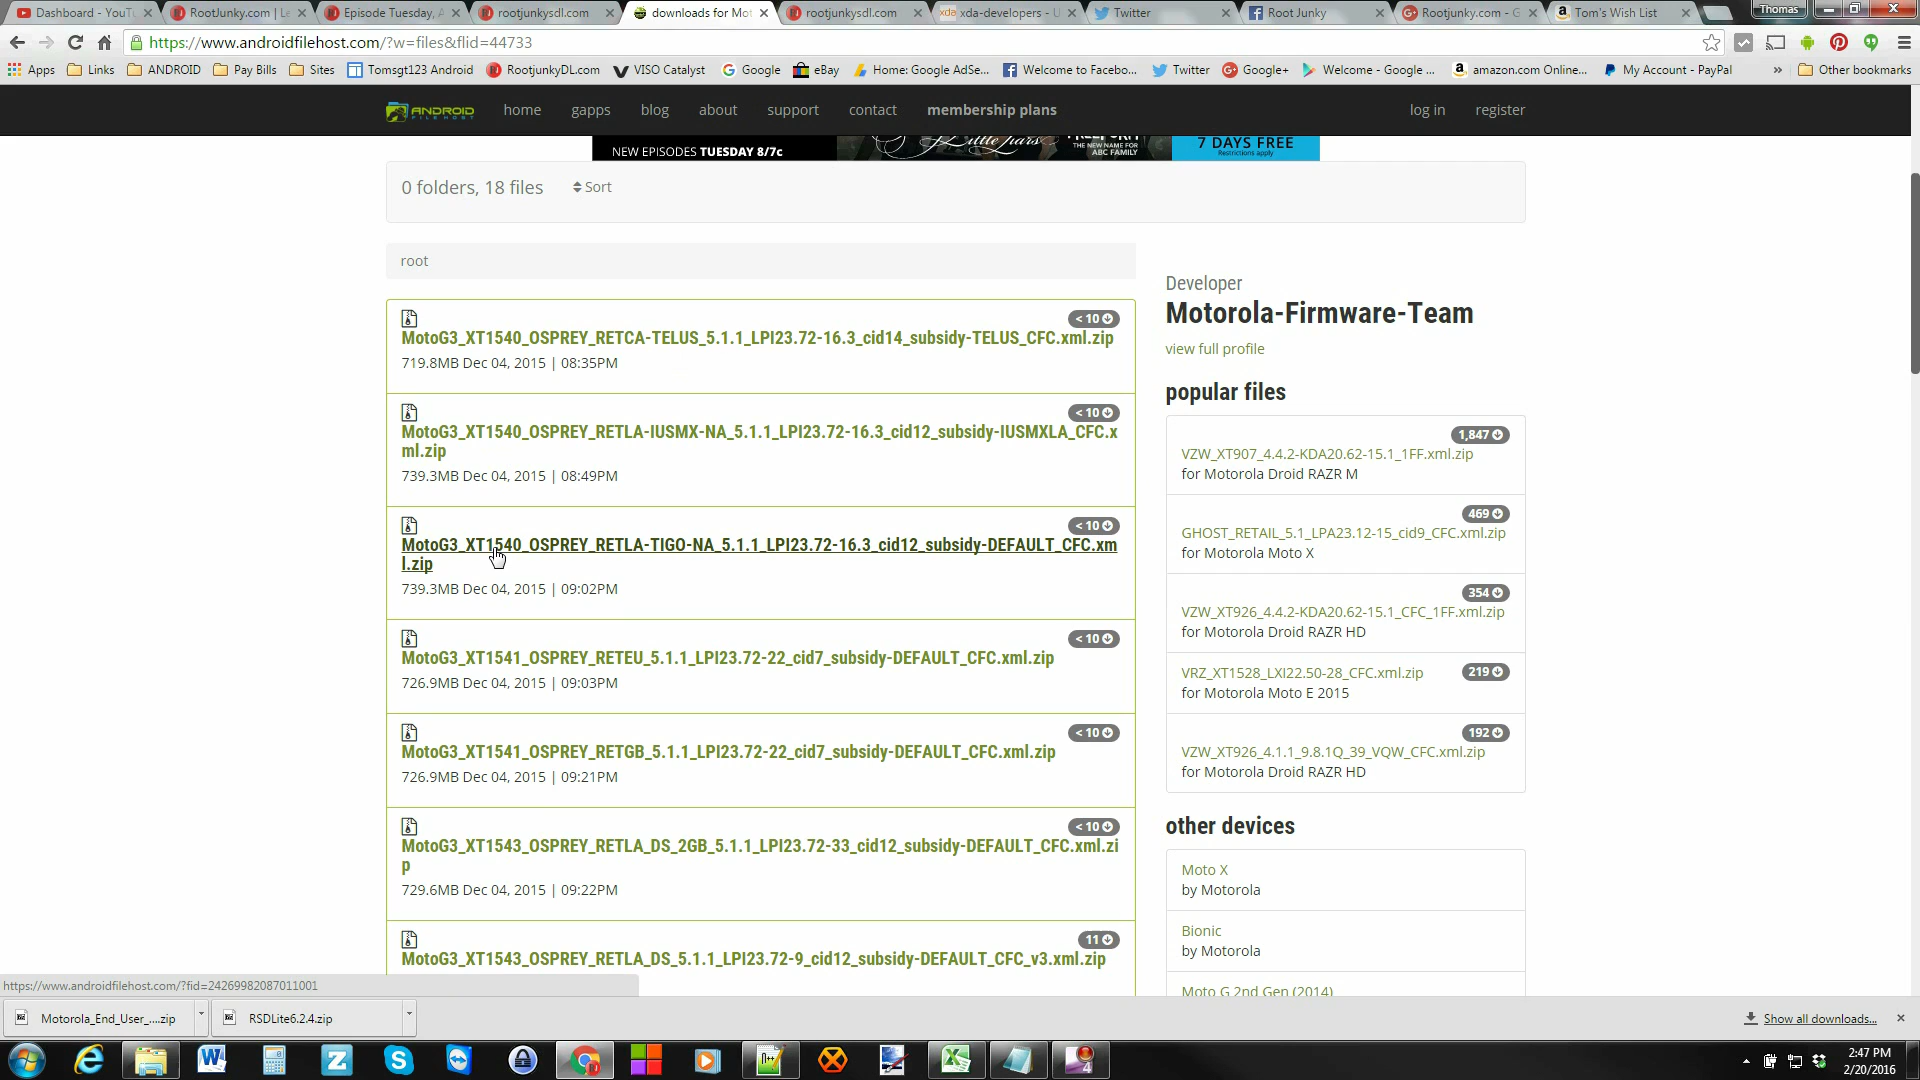 Dashboard - YouTu
RootJunky.com | Le
Episode Tuesday, A
rootjunkysdl.com
downloads for Mot
rootjunkysdl.com
xda-developers - U
Twitter
Root Junky
Rootjunky.com - G
Tom's Wish List
Thomas
https://www.androidfilehost.com/?w=files&flid=44733
Apps
Links
ANDROID
Pay Bills
Sites
Tomsgt123 Android
RootjunkyDL.com
VISO Catalyst
Google
eBay
Home: Google AdSe...
Welcome to Facebo...
Twitter
Google+
Welcome - Google ...
amazon.com Online...
My Account - PayPal
»
Other bookmarks
ANDROID
FILE HOST
home
gapps
blog
about
support
contact
membership plans
log in
register
NEW EPISODES TUESDAY 8/7c
Little Liars
FREEFORM
THE NEW NAME FOR
ABC FAMILY
7 DAYS FREE
Restrictions apply
0 folders, 18 files
Sort
root
< 10
MotoG3_XT1540_OSPREY_RETCA-TELUS_5.1.1_LPI23.72-16.3_cid14_subsidy-TELUS_CFC.xml.zip
719.8MB Dec 04, 2015 | 08:35PM
< 10
MotoG3_XT1540_OSPREY_RETLA-IUSMX-NA_5.1.1_LPI23.72-16.3_cid12_subsidy-IUSMXLA_CFC.x
ml.zip
739.3MB Dec 04, 2015 | 08:49PM
< 10
MotoG3_XT1540_OSPREY_RETLA-TIGO-NA_5.1.1_LPI23.72-16.3_cid12_subsidy-DEFAULT_CFC.xm
l.zip
739.3MB Dec 04, 2015 | 09:02PM
< 10
MotoG3_XT1541_OSPREY_RETEU_5.1.1_LPI23.72-22_cid7_subsidy-DEFAULT_CFC.xml.zip
726.9MB Dec 04, 2015 | 09:03PM
< 10
MotoG3_XT1541_OSPREY_RETGB_5.1.1_LPI23.72-22_cid7_subsidy-DEFAULT_CFC.xml.zip
726.9MB Dec 04, 2015 | 09:21PM
< 10
MotoG3_XT1543_OSPREY_RETLA_DS_2GB_5.1.1_LPI23.72-33_cid12_subsidy-DEFAULT_CFC.xml.zi
p
729.6MB Dec 04, 2015 | 09:22PM
11
MotoG3_XT1543_OSPREY_RETLA_DS_5.1.1_LPI23.72-9_cid12_subsidy-DEFAULT_CFC_v3.xml.zip
Developer
Motorola-Firmware-Team
view full profile
popular files
1,847
VZW_XT907_4.4.2-KDA20.62-15.1_1FF.xml.zip
for Motorola Droid RAZR M
469
GHOST_RETAIL_5.1_LPA23.12-15_cid9_CFC.xml.zip
for Motorola Moto X
354
VZW_XT926_4.4.2-KDA20.62-15.1_CFC_1FF.xml.zip
for Motorola Droid RAZR HD
VRZ_XT1528_LXI22.50-28_CFC.xml.zip
219
for Motorola Moto E 2015
192
VZW_XT926_4.1.1_9.8.1Q_39_VQW_CFC.xml.zip
for Motorola Droid RAZR HD
other devices
Moto X
by Motorola
Bionic
by Motorola
Moto G 2nd Gen (2014)
https://www.androidfilehost.com/?fid=24269982087011001
Motorola_End_User_....zip
RSDLite6.2.4.zip
Show all downloads...
2:47 PM
2/20/2016